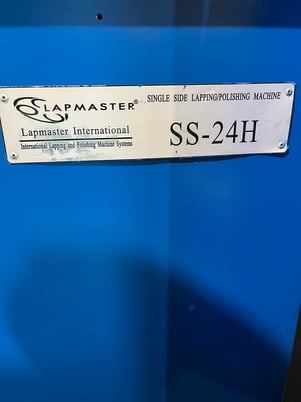 LAPMASTER®
Lapmaster International
International Lapping and Polishing Machine Systems
SINGLE SIDE LAPPING/POLISHING MACHINE
SS-24H